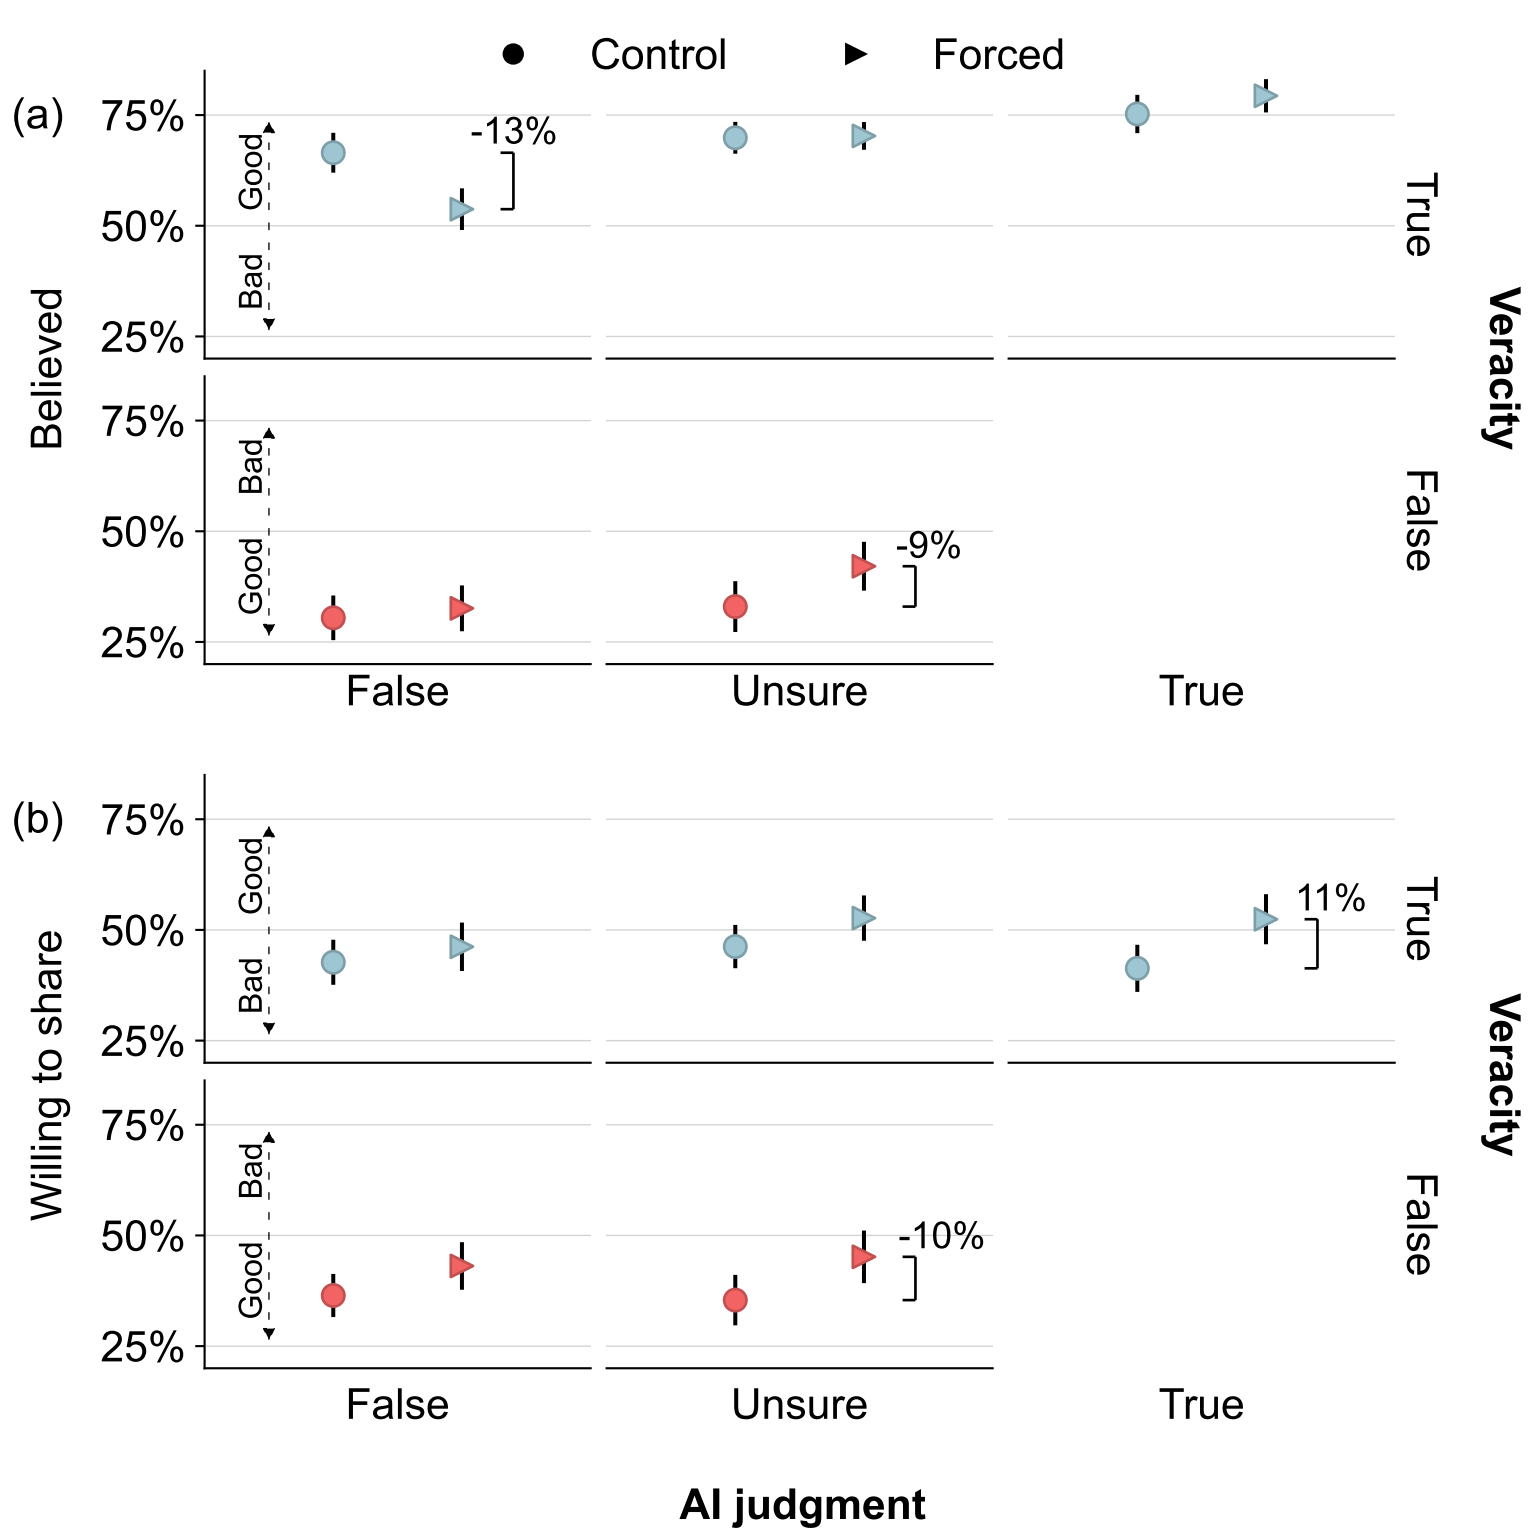 Control Forced
(a)
75%
50%
25%
Good
Bad
-13%
True
Believed
75%
50%
25%
Bad
Good
-9%
False
Veracity
False Unsure True
(b)
75%
50%
25%
Good
Bad
11%
True
Willing to share
75%
50%
25%
Bad
Good
-10%
False
Veracity
False Unsure True
AI judgment